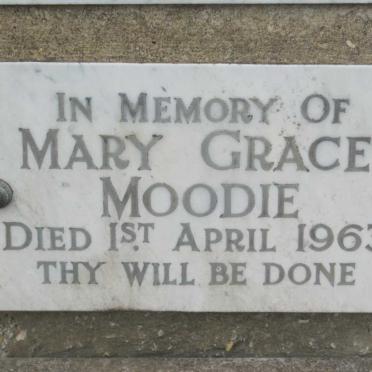 IN MEMORY OF
MARY GRACE
MOODIE
DIED 1ST APRIL 1963
THY WILL BE DONE